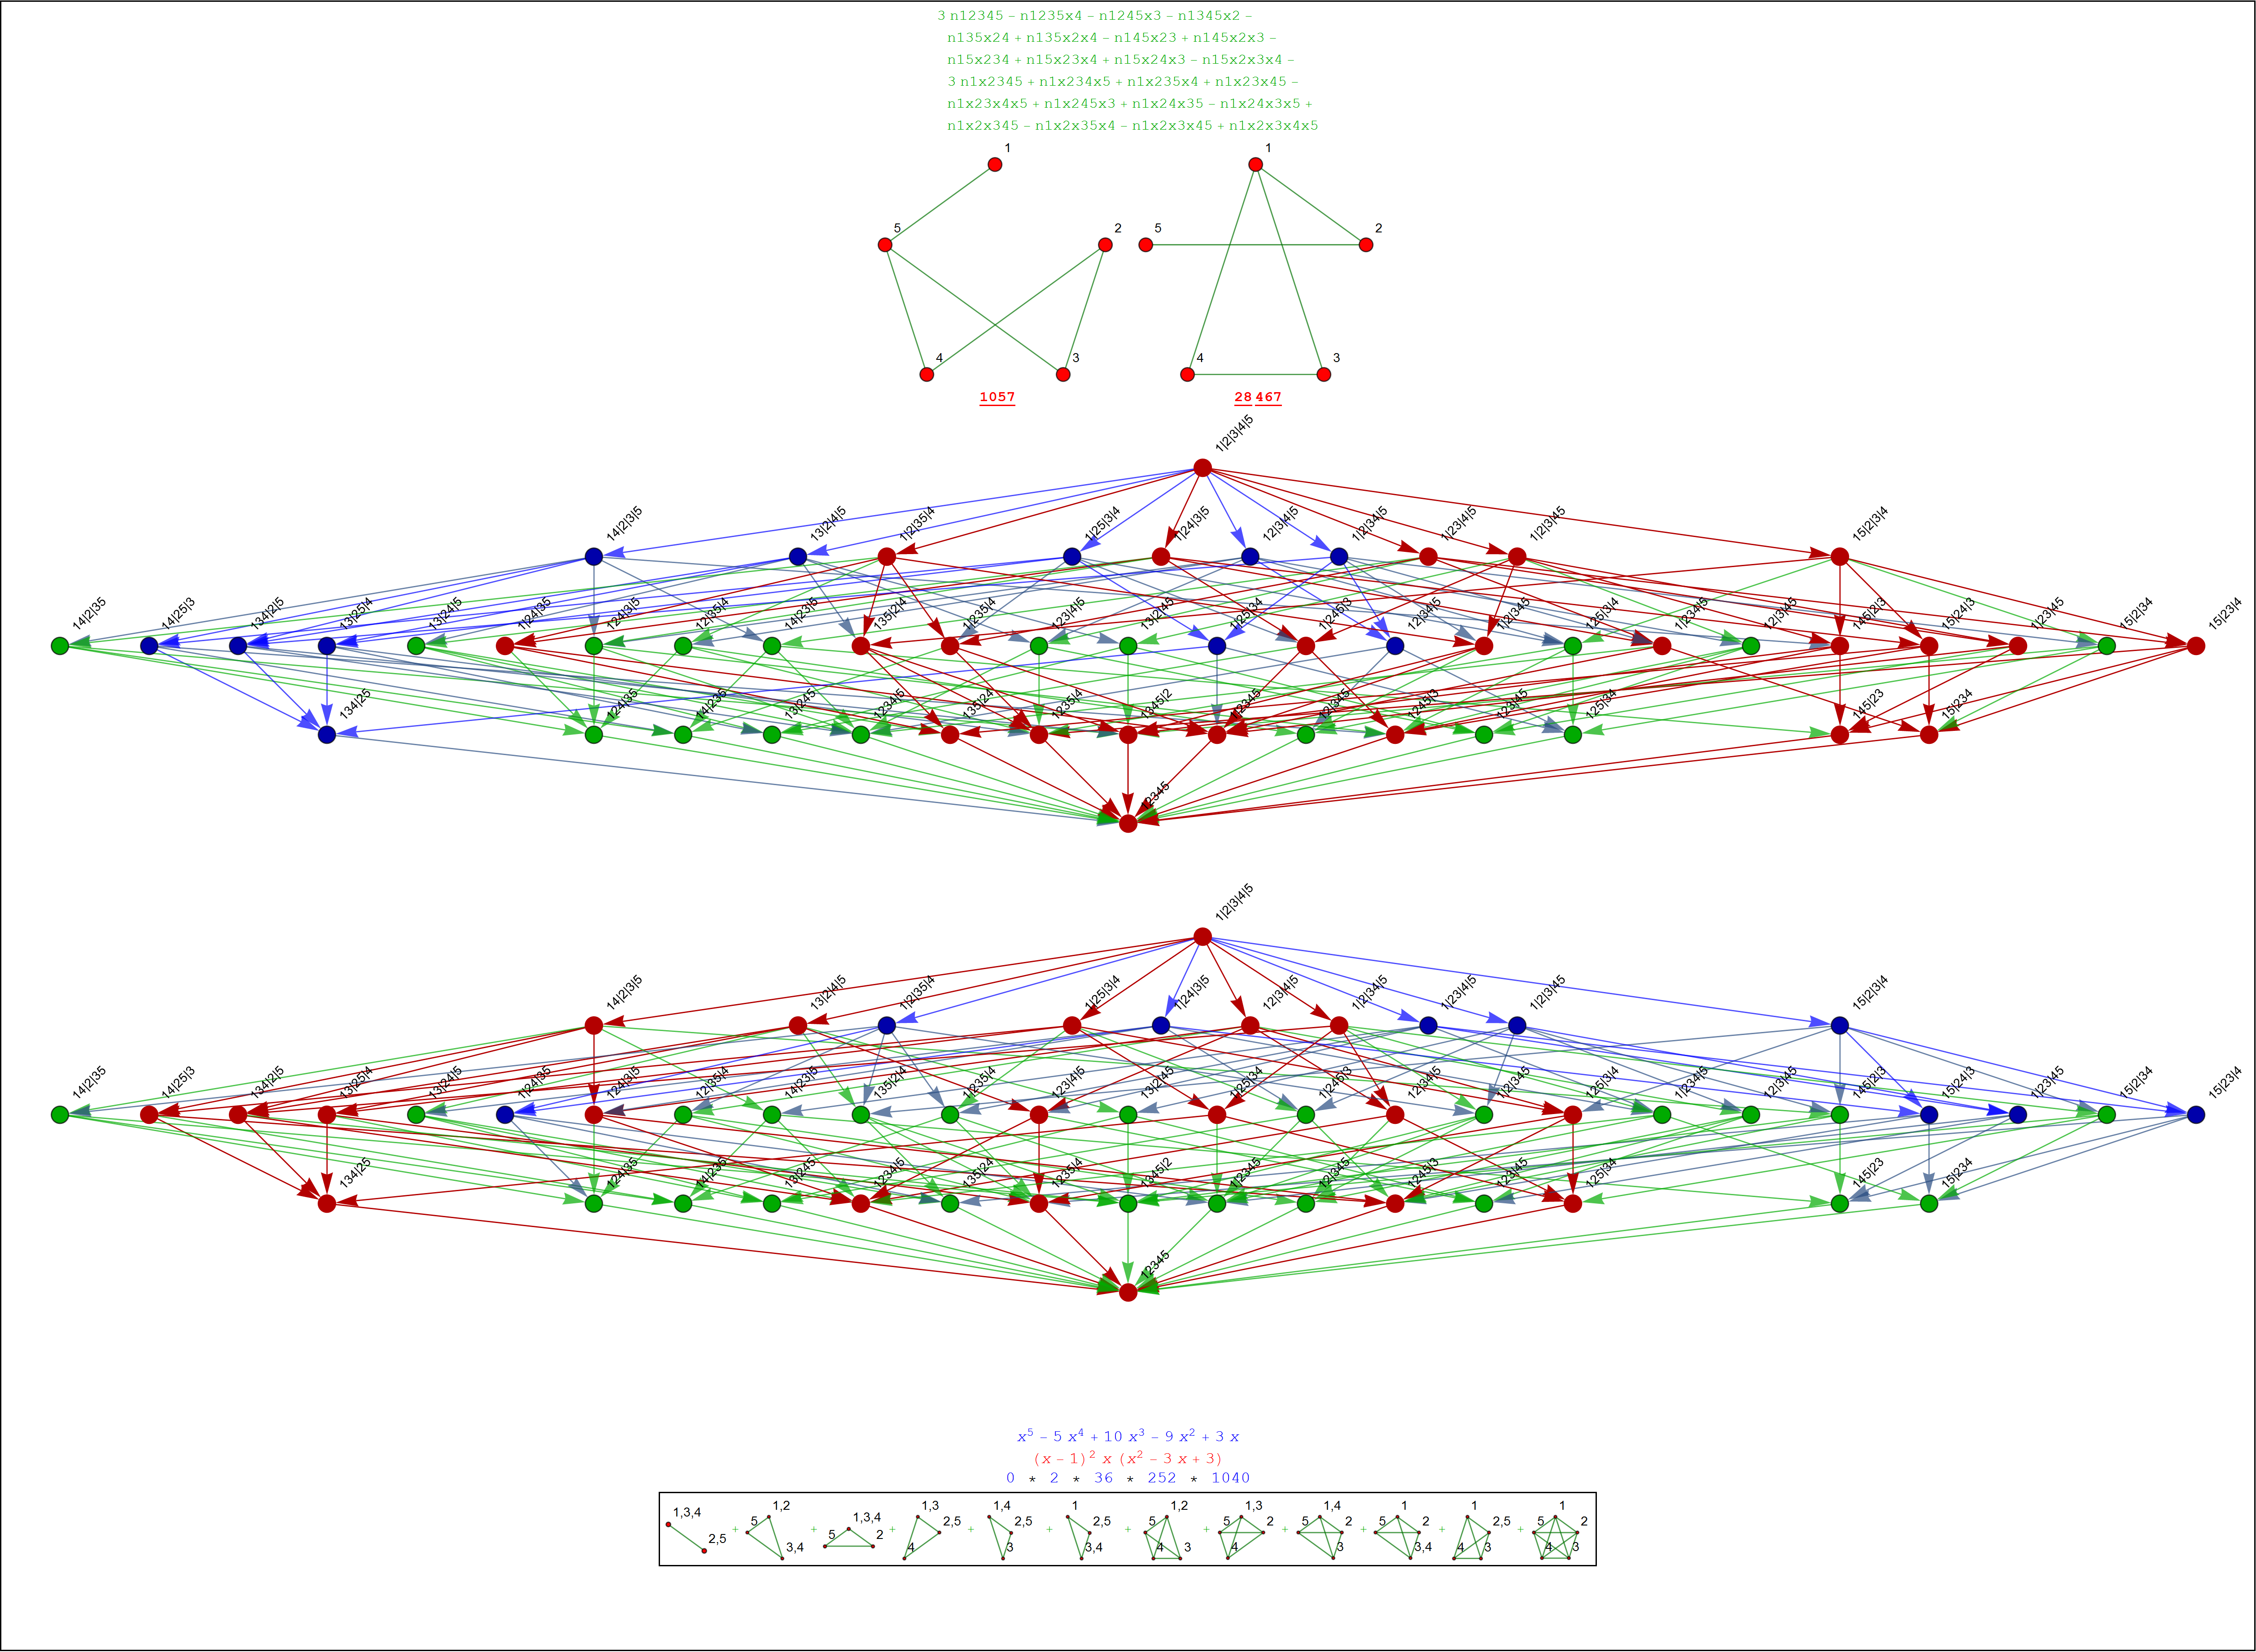 3 n12345 – n1235x4 – n1245x3 – n1345x2 –
n135x24 + n135x2x4 – n145x23 + n145x2x3 –
n15x234 + n15x23x4 + n15x24x3 – n15x2x3x4 –
3 n1x2345 + n1x234x5 + n1x235x4 + n1x23x45 –
n1x23x4x5 + n1x245x3 + n1x24x35 – n1x24x3x5 +
n1x2x345 – n1x2x35x4 – n1x2x3x45 + n1x2x3x4x5
1 1
5 2 5 2
4 3 4 3
1057 28 467
1|2|3|4|5
14|2|3|5 13|2|4|5 1|2|35|4 1|25|3|4 1|24|3|5 12|3|4|5 1|2|34|5 1|23|4|5 1|2|3|45 15|2|3|4
14|2|35 14|25|3 134|2|5 13|25|4 13|24|5 1|24|35 124|3|5 12|35|4 14|23|5 135|2|4 1|235|4 123|4|5 13|2|45 1|25|34 1|245|3 12|34|5 1|2|345 125|3|4 1|234|5 12|3|45 145|2|3 15|24|3 1|23|45 15|2|34 15|23|4
134|25 124|35 14|235 13|245 1234|5 135|24 1235|4 1345|2 1|2345 12|345 1245|3 123|45 125|34 145|23 15|234
12345
1|2|3|4|5
14|2|3|5 13|2|4|5 1|2|35|4 1|25|3|4 1|24|3|5 12|3|4|5 1|2|34|5 1|23|4|5 1|2|3|45 15|2|3|4
14|2|35 14|25|3 134|2|5 13|25|4 13|24|5 1|24|35 124|3|5 12|35|4 14|23|5 135|2|4 1|235|4 123|4|5 13|2|45 1|25|34 1|245|3 12|34|5 1|2|345 125|3|4 1|234|5 12|3|45 145|2|3 15|24|3 1|23|45 15|2|34 15|23|4
134|25 124|35 14|235 13|245 1234|5 135|24 1235|4 1345|2 1|2345 12|345 1245|3 123|45 125|34 145|23 15|234
12345
x⁵ – 5 x⁴ + 10 x³ – 9 x² + 3 x
(x – 1)² x (x² – 3 x + 3)
0 * 2 * 36 * 252 * 1040
1,3,4 2,5 + 1,2 5 3,4 + 1,3,4 5 2 + 1,3 2,5 4 + 1,4 2,5 3 + 1 2,5 3,4 + 1,2 5 4 3 + 1,3 5 2 4 + 1,4 5 2 3 + 1 5 2 3,4 + 1 2,5 4 3 + 1 5 2 4 3